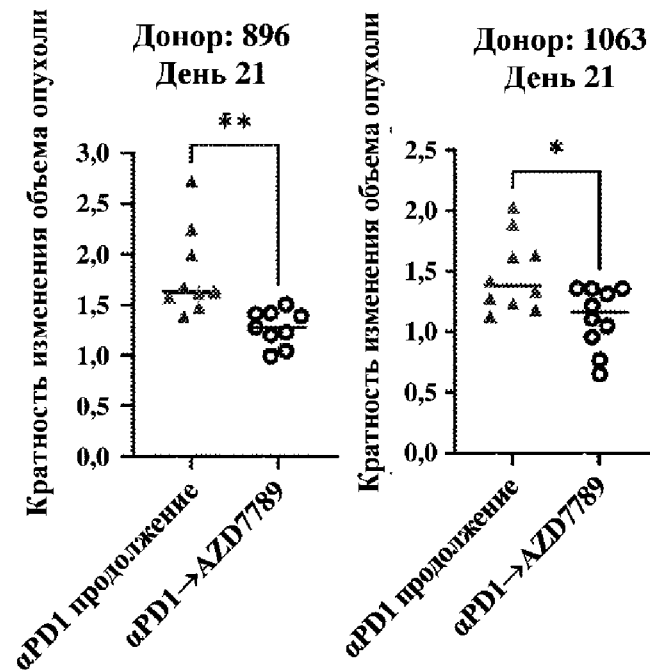 Кратность изменения объема опухоли
Донор: 896
День 21
**
3,0
2,5
2,0
1,5
1,0
0,5
0,0
αPD1 продолжение
αPD1→AZD7789
Кратность изменения объема опухоли
Донор: 1063
День 21
*
2,5
2,0
1,5
1,0
0,5
0,0
αPD1 продолжение
αPD1→AZD7789